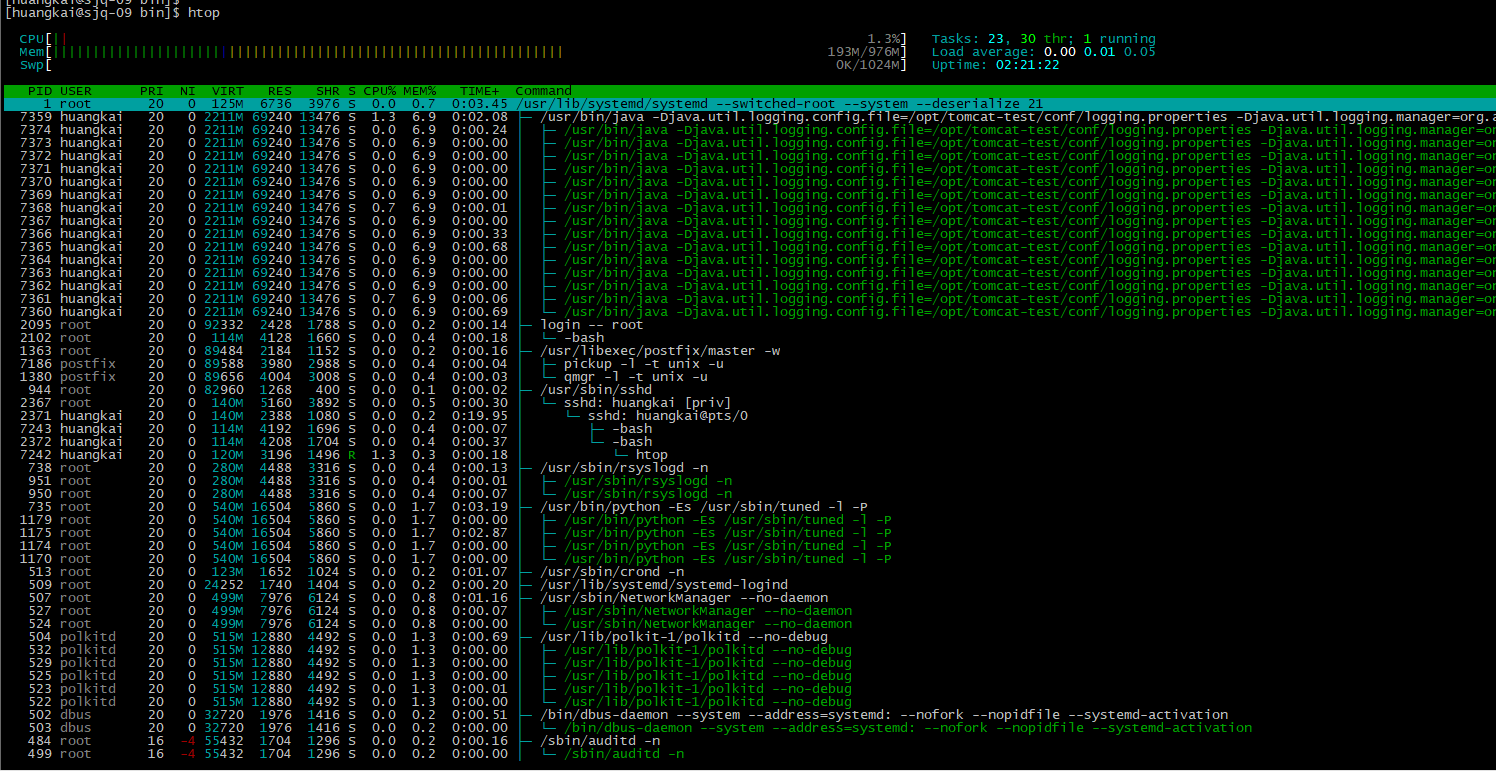 [huangkai@sjq-09 bin]$
[huangkai@sjq-09 bin]$ htop
CPU[|| 1.3%] Tasks: 23, 30 thr; 1 running
Mem[||||||||||||||||||||||||||||||||||||||||||||||||||||||||||||||| 193M/976M] Load average: 0.00 0.01 0.05
Swp[ 0K/1024M] Uptime: 02:21:22
PID USER PRI NI VIRT RES SHR S CPU% MEM% TIME+ Command
1 root 20 0 125M 6736 3976 S 0.0 0.7 0:03.45 /usr/lib/systemd/systemd --switched-root --system --deserialize 21
7359 huangkai 20 0 2211M 69240 13476 S 1.3 6.9 0:02.08 ├─ /usr/bin/java -Djava.util.logging.config.file=/opt/tomcat-test/conf/logging.properties -Djava.util.logging.manager=org.a
7374 huangkai 20 0 2211M 69240 13476 S 0.0 6.9 0:00.24 │ ├─ /usr/bin/java -Djava.util.logging.config.file=/opt/tomcat-test/conf/logging.properties -Djava.util.logging.manager=or
7373 huangkai 20 0 2211M 69240 13476 S 0.0 6.9 0:00.00 │ ├─ /usr/bin/java -Djava.util.logging.config.file=/opt/tomcat-test/conf/logging.properties -Djava.util.logging.manager=or
7372 huangkai 20 0 2211M 69240 13476 S 0.0 6.9 0:00.00 │ ├─ /usr/bin/java -Djava.util.logging.config.file=/opt/tomcat-test/conf/logging.properties -Djava.util.logging.manager=or
7371 huangkai 20 0 2211M 69240 13476 S 0.0 6.9 0:00.00 │ ├─ /usr/bin/java -Djava.util.logging.config.file=/opt/tomcat-test/conf/logging.properties -Djava.util.logging.manager=or
7370 huangkai 20 0 2211M 69240 13476 S 0.0 6.9 0:00.00 │ ├─ /usr/bin/java -Djava.util.logging.config.file=/opt/tomcat-test/conf/logging.properties -Djava.util.logging.manager=or
7369 huangkai 20 0 2211M 69240 13476 S 0.0 6.9 0:00.00 │ ├─ /usr/bin/java -Djava.util.logging.config.file=/opt/tomcat-test/conf/logging.properties -Djava.util.logging.manager=or
7368 huangkai 20 0 2211M 69240 13476 S 0.7 6.9 0:00.01 │ ├─ /usr/bin/java -Djava.util.logging.config.file=/opt/tomcat-test/conf/logging.properties -Djava.util.logging.manager=or
7367 huangkai 20 0 2211M 69240 13476 S 0.0 6.9 0:00.00 │ ├─ /usr/bin/java -Djava.util.logging.config.file=/opt/tomcat-test/conf/logging.properties -Djava.util.logging.manager=or
7366 huangkai 20 0 2211M 69240 13476 S 0.0 6.9 0:00.33 │ ├─ /usr/bin/java -Djava.util.logging.config.file=/opt/tomcat-test/conf/logging.properties -Djava.util.logging.manager=or
7365 huangkai 20 0 2211M 69240 13476 S 0.0 6.9 0:00.68 │ ├─ /usr/bin/java -Djava.util.logging.config.file=/opt/tomcat-test/conf/logging.properties -Djava.util.logging.manager=or
7364 huangkai 20 0 2211M 69240 13476 S 0.0 6.9 0:00.00 │ ├─ /usr/bin/java -Djava.util.logging.config.file=/opt/tomcat-test/conf/logging.properties -Djava.util.logging.manager=or
7363 huangkai 20 0 2211M 69240 13476 S 0.0 6.9 0:00.00 │ ├─ /usr/bin/java -Djava.util.logging.config.file=/opt/tomcat-test/conf/logging.properties -Djava.util.logging.manager=or
7362 huangkai 20 0 2211M 69240 13476 S 0.0 6.9 0:00.00 │ ├─ /usr/bin/java -Djava.util.logging.config.file=/opt/tomcat-test/conf/logging.properties -Djava.util.logging.manager=or
7361 huangkai 20 0 2211M 69240 13476 S 0.7 6.9 0:00.06 │ ├─ /usr/bin/java -Djava.util.logging.config.file=/opt/tomcat-test/conf/logging.properties -Djava.util.logging.manager=or
7360 huangkai 20 0 2211M 69240 13476 S 0.0 6.9 0:00.69 │ └─ /usr/bin/java -Djava.util.logging.config.file=/opt/tomcat-test/conf/logging.properties -Djava.util.logging.manager=or
2095 root 20 0 92332 2428 1788 S 0.0 0.2 0:00.14 ├─ login -- root
2102 root 20 0 114M 4128 1660 S 0.0 0.4 0:00.18 │ └─ -bash
1363 root 20 0 89484 2184 1152 S 0.0 0.2 0:00.16 ├─ /usr/libexec/postfix/master -w
7186 postfix 20 0 89588 3980 2988 S 0.0 0.4 0:00.04 │ ├─ pickup -l -t unix -u
1380 postfix 20 0 89656 4004 3008 S 0.0 0.4 0:00.03 │ └─ qmgr -l -t unix -u
944 root 20 0 82960 1268 400 S 0.0 0.1 0:00.02 ├─ /usr/sbin/sshd
2367 root 20 0 140M 5160 3892 S 0.0 0.5 0:00.30 │ └─ sshd: huangkai [priv]
2371 huangkai 20 0 140M 2388 1080 S 0.0 0.2 0:19.95 │ └─ sshd: huangkai@pts/0
7243 huangkai 20 0 114M 4192 1696 S 0.0 0.4 0:00.07 │ ├─ -bash
2372 huangkai 20 0 114M 4208 1704 S 0.0 0.4 0:00.37 │ └─ -bash
7242 huangkai 20 0 120M 3196 1496 R 1.3 0.3 0:00.18 │ └─ htop
738 root 20 0 280M 4488 3316 S 0.0 0.4 0:00.13 ├─ /usr/sbin/rsyslogd -n
951 root 20 0 280M 4488 3316 S 0.0 0.4 0:00.01 │ ├─ /usr/sbin/rsyslogd -n
950 root 20 0 280M 4488 3316 S 0.0 0.4 0:00.07 │ └─ /usr/sbin/rsyslogd -n
735 root 20 0 540M 16504 5860 S 0.0 1.7 0:03.19 ├─ /usr/bin/python -Es /usr/sbin/tuned -l -P
1179 root 20 0 540M 16504 5860 S 0.0 1.7 0:00.00 │ ├─ /usr/bin/python -Es /usr/sbin/tuned -l -P
1175 root 20 0 540M 16504 5860 S 0.0 1.7 0:02.87 │ ├─ /usr/bin/python -Es /usr/sbin/tuned -l -P
1174 root 20 0 540M 16504 5860 S 0.0 1.7 0:00.00 │ ├─ /usr/bin/python -Es /usr/sbin/tuned -l -P
1170 root 20 0 540M 16504 5860 S 0.0 1.7 0:00.00 │ └─ /usr/bin/python -Es /usr/sbin/tuned -l -P
513 root 20 0 123M 1652 1024 S 0.0 0.2 0:01.07 ├─ /usr/sbin/crond -n
509 root 20 0 24252 1740 1404 S 0.0 0.2 0:00.20 ├─ /usr/lib/systemd/systemd-logind
507 root 20 0 499M 7976 6124 S 0.0 0.8 0:01.16 ├─ /usr/sbin/NetworkManager --no-daemon
527 root 20 0 499M 7976 6124 S 0.0 0.8 0:00.07 │ ├─ /usr/sbin/NetworkManager --no-daemon
524 root 20 0 499M 7976 6124 S 0.0 0.8 0:00.00 │ └─ /usr/sbin/NetworkManager --no-daemon
504 polkitd 20 0 515M 12880 4492 S 0.0 1.3 0:00.69 ├─ /usr/lib/polkit-1/polkitd --no-debug
532 polkitd 20 0 515M 12880 4492 S 0.0 1.3 0:00.00 │ ├─ /usr/lib/polkit-1/polkitd --no-debug
529 polkitd 20 0 515M 12880 4492 S 0.0 1.3 0:00.00 │ ├─ /usr/lib/polkit-1/polkitd --no-debug
525 polkitd 20 0 515M 12880 4492 S 0.0 1.3 0:00.00 │ ├─ /usr/lib/polkit-1/polkitd --no-debug
523 polkitd 20 0 515M 12880 4492 S 0.0 1.3 0:00.01 │ ├─ /usr/lib/polkit-1/polkitd --no-debug
522 polkitd 20 0 515M 12880 4492 S 0.0 1.3 0:00.00 │ └─ /usr/lib/polkit-1/polkitd --no-debug
502 dbus 20 0 32720 1976 1416 S 0.0 0.2 0:00.51 ├─ /bin/dbus-daemon --system --address=systemd: --nofork --nopidfile --systemd-activation
503 dbus 20 0 32720 1976 1416 S 0.0 0.2 0:00.00 │ └─ /bin/dbus-daemon --system --address=systemd: --nofork --nopidfile --systemd-activation
484 root 16 -4 55432 1704 1296 S 0.0 0.2 0:00.16 ├─ /sbin/auditd -n
499 root 16 -4 55432 1704 1296 S 0.0 0.2 0:00.00 │ └─ /sbin/auditd -n